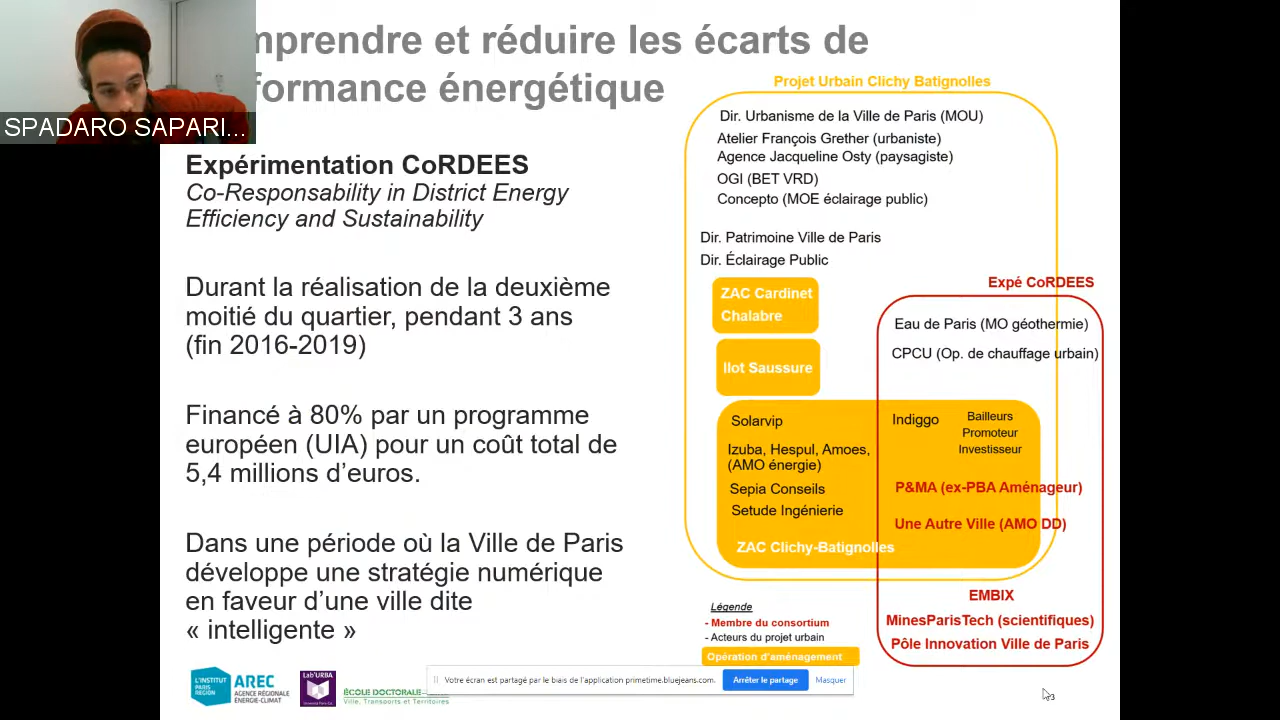 mprendre et réduire les écarts de
formance énergétique
SPADARO SAPARI...
Expérimentation CoRDEES
Co-Responsability in District Energy
Efficiency and Sustainability
Durant la réalisation de la deuxième
moitié du quartier, pendant 3 ans
(fin 2016-2019)
Financé à 80% par un programme
européen (UIA) pour un coût total de
5,4 millions d'euros.
Dans une période où la Ville de Paris
développe une stratégie numérique
en faveur d'une ville dite
« intelligente »
Projet Urbain Clichy Batignolles
Dir. Urbanisme de la Ville de Paris (MOU)
Atelier François Grether (urbaniste)
Agence Jacqueline Osty (paysagiste)
OGI (BET VRD)
Concepto (MOE éclairage public)
Dir. Patrimoine Ville de Paris
Dir. Éclairage Public
ZAC Cardinet
Chalabre
Ilot Saussure
Expé CoRDEES
Eau de Paris (MO géothermie)
CPCU (Op. de chauffage urbain)
Solarvip
Izuba, Hespul, Amoes,
(AMO énergie)
Sepia Conseils
Setude Ingénierie
Indiggo
Bailleurs
Promoteur
Investisseur
P&MA (ex-PBA Aménageur)
Une Autre Ville (AMO DD)
ZAC Clichy-Batignolles
EMBIX
MinesParisTech (scientifiques)
Pôle Innovation Ville de Paris
Légende
- Membre du consortium
- Acteurs du projet urbain
Opération d'aménagement
L'INSTITUT
PARIS
REGION
AREC
AGENCE RÉGIONALE
ÉNERGIE-CLIMAT
Lab'URBA
ÉCOLE DOCTORALE
Ville, Transports et Territoires
Votre écran est partagé par le biais de l'application primetime.bluejeans.com.
Arrêter le partage
Masquer
3